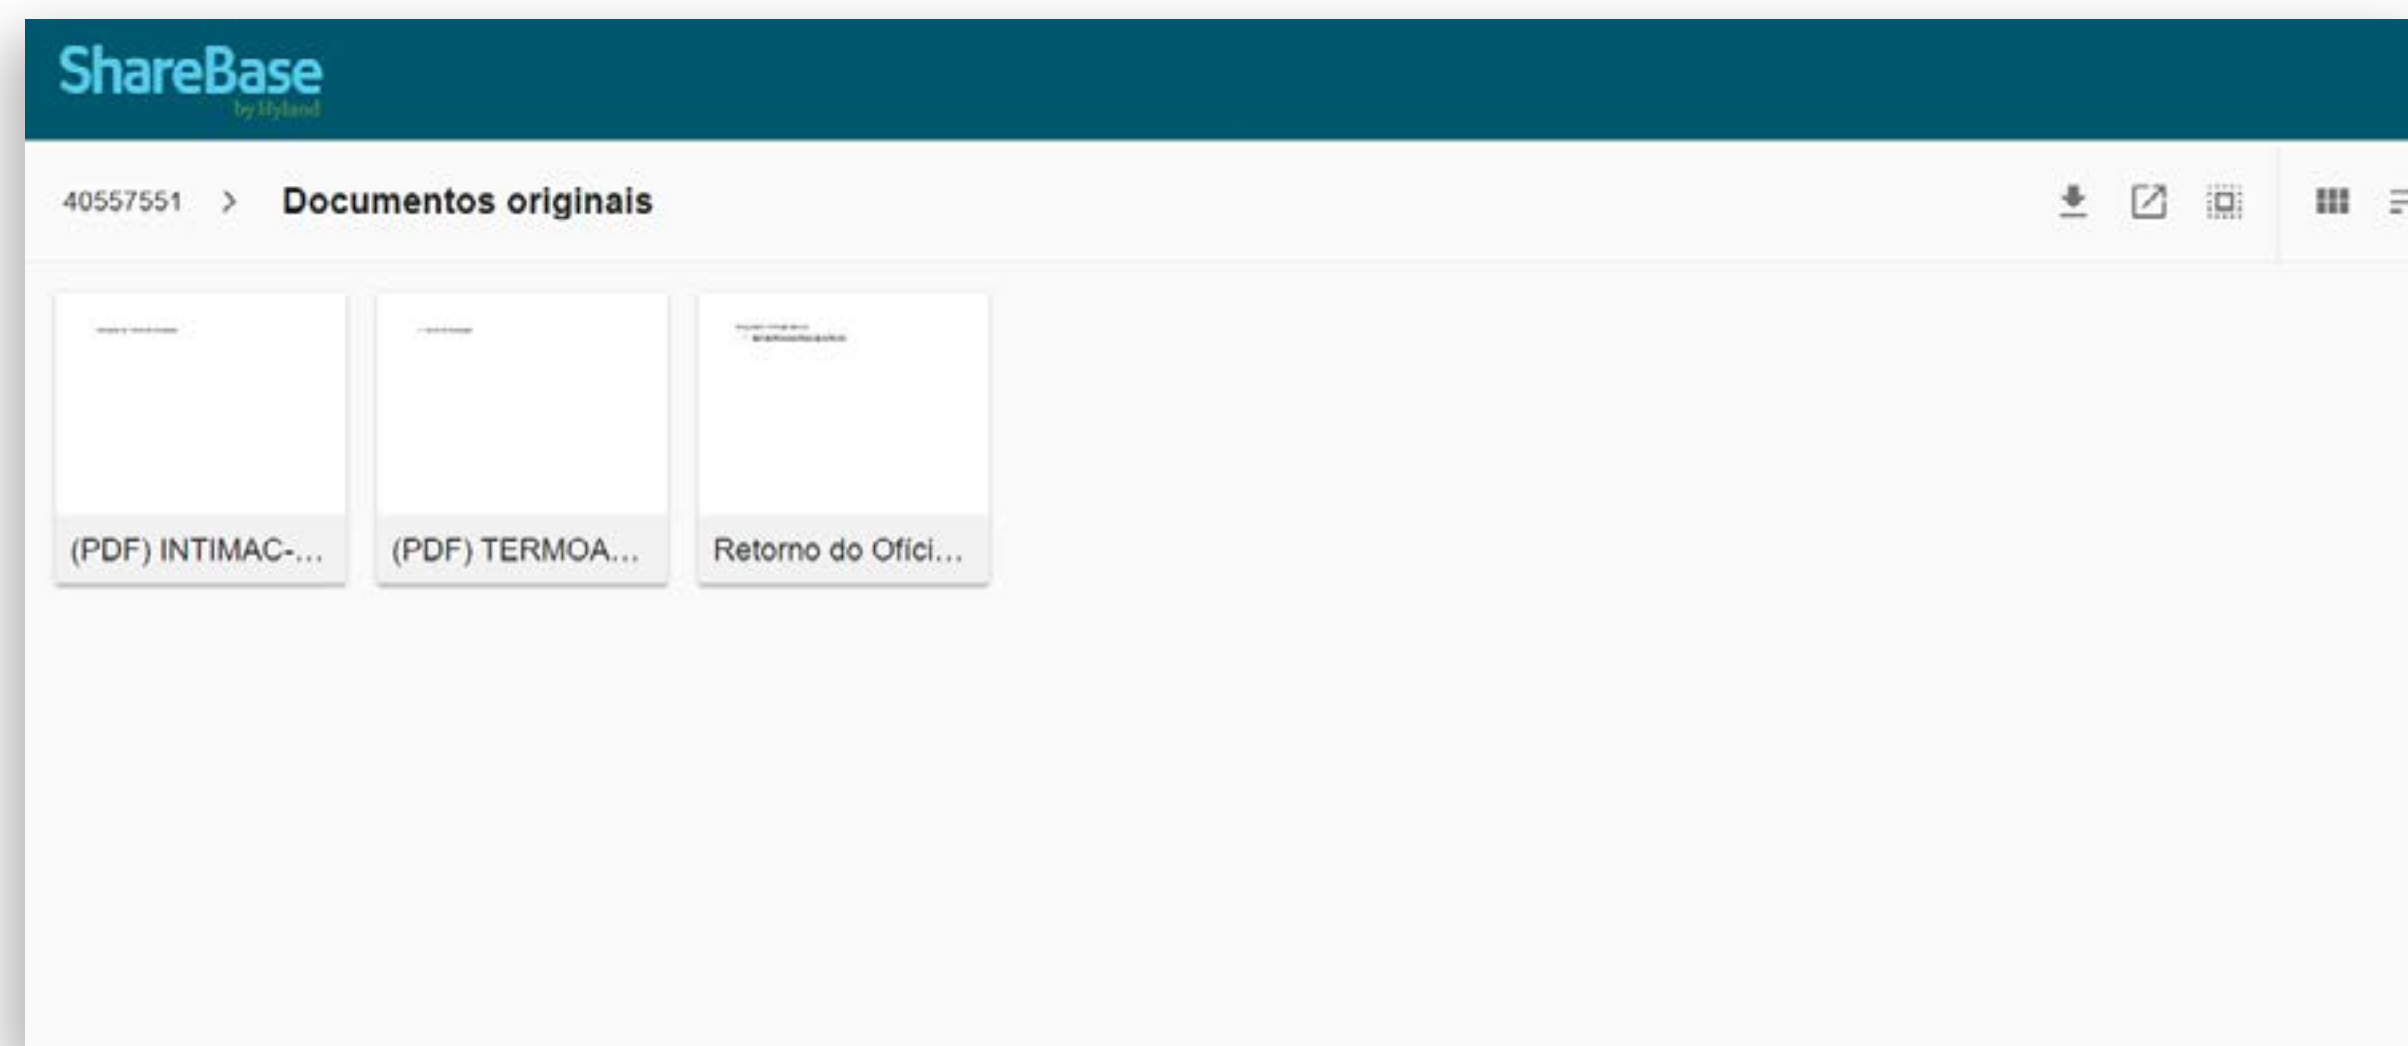 ShareBase
by Hyland
40557551 > Documentos originais
(PDF) INTIMAC-...
(PDF) TERMOA...
Retorno do Ofíci...